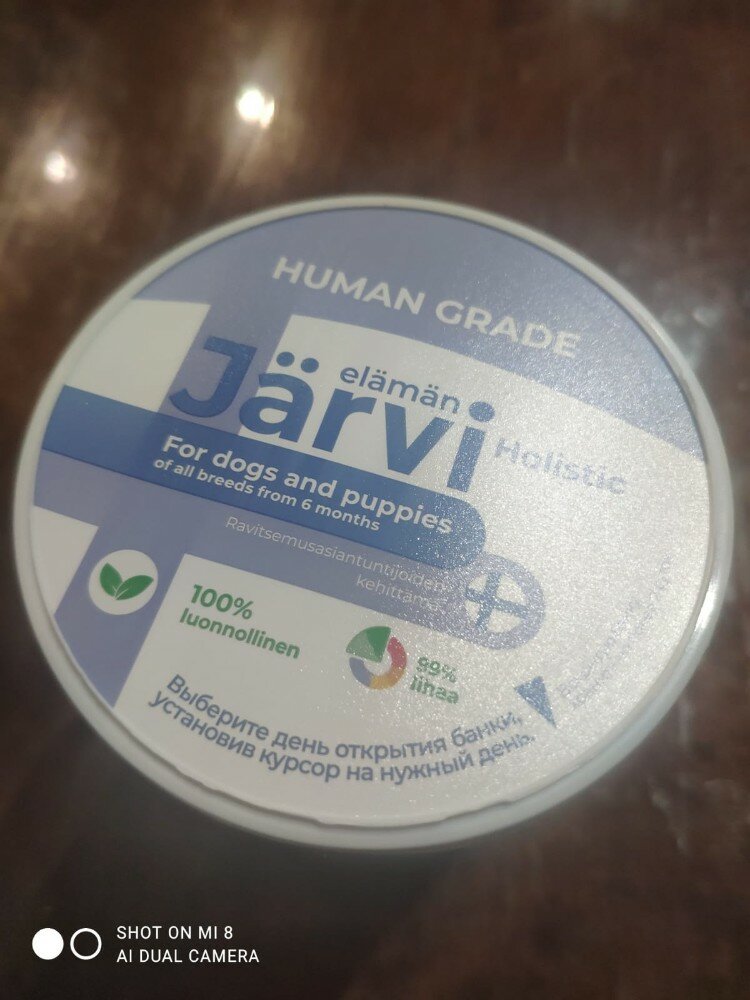 HUMAN GRADE
elämän
Järvi
Holistic
For dogs and puppies
of all breeds from 6 months
Ravitsemusasiantuntijoiden
kehittämä
100%
luonnollinen
99%
lihaa
Выберите день открытия банки,
установив курсор на нужный день.
SHOT ON MI 8
AI DUAL CAMERA